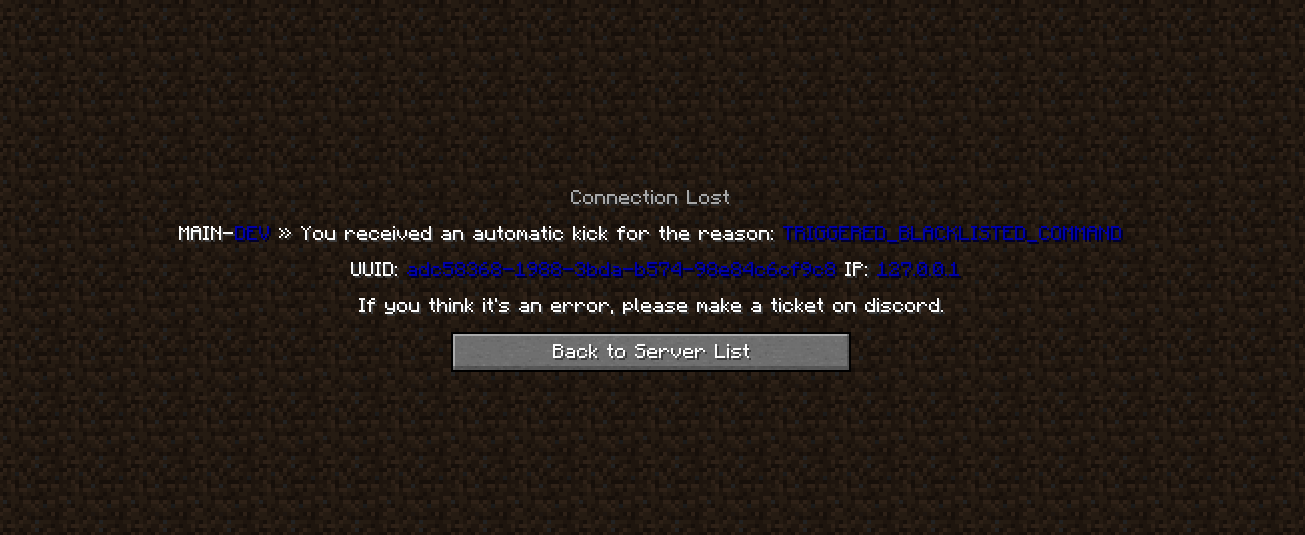 Connection Lost
MAIN-DEV » You received an automatic kick for the reason: TRIGGERED_BLACKLISTED_COMMAND
UUID: adc58368-1988-3bda-b574-98e84c6cf9c8 IP: 127.0.0.1
If you think it's an error, please make a ticket on discord.
Back to Server List